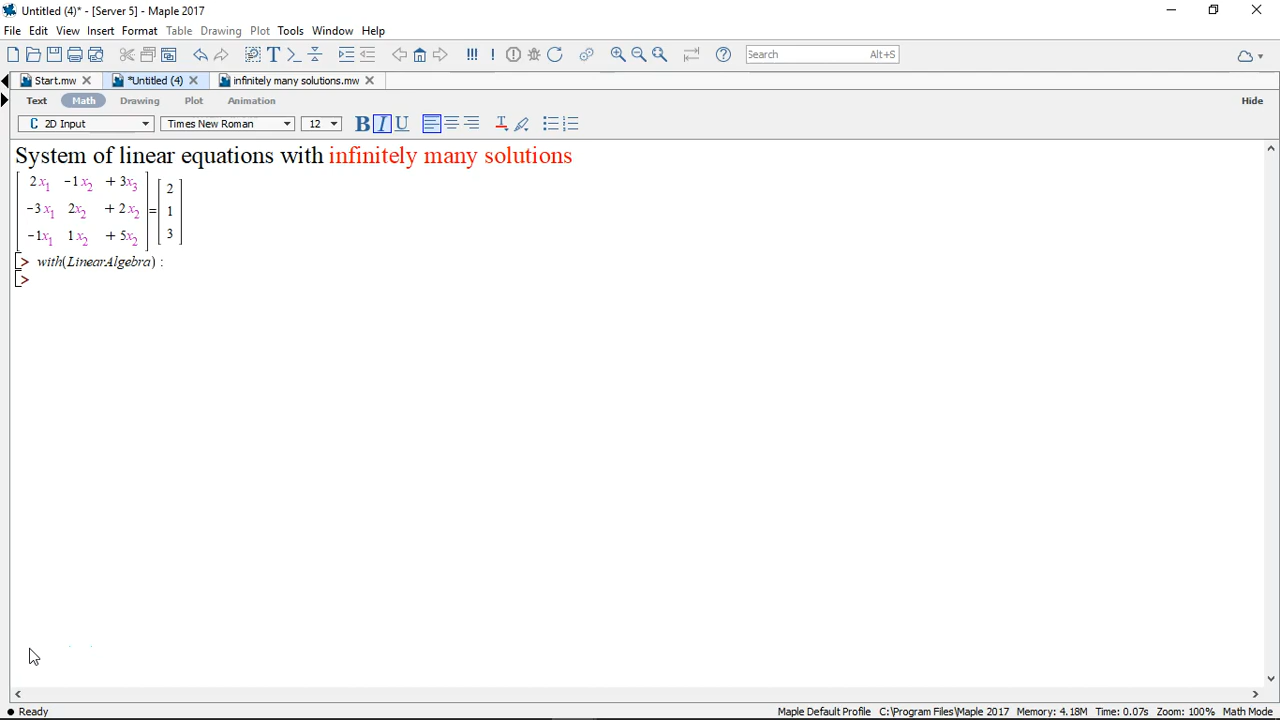 Untitled (4)* - [Server 5] - Maple 2017
File Edit View Insert Format Table Drawing Plot Tools Window Help
Search Alt+S
Start.mw *Untitled (4) infinitely many solutions.mw
Text Math Drawing Plot Animation Hide
C 2D Input Times New Roman 12 B I U
System of linear equations with infinitely many solutions
2x₁ -1x₂ + 3x₃ 2
-3x₁ 2x₂ + 2x₂ = 1
-1x₁ 1x₂ + 5x₂ 3
> with(LinearAlgebra) :
>
Ready Maple Default Profile C:\Program Files\Maple 2017 Memory: 4.18M Time: 0.07s Zoom: 100% Math Mode